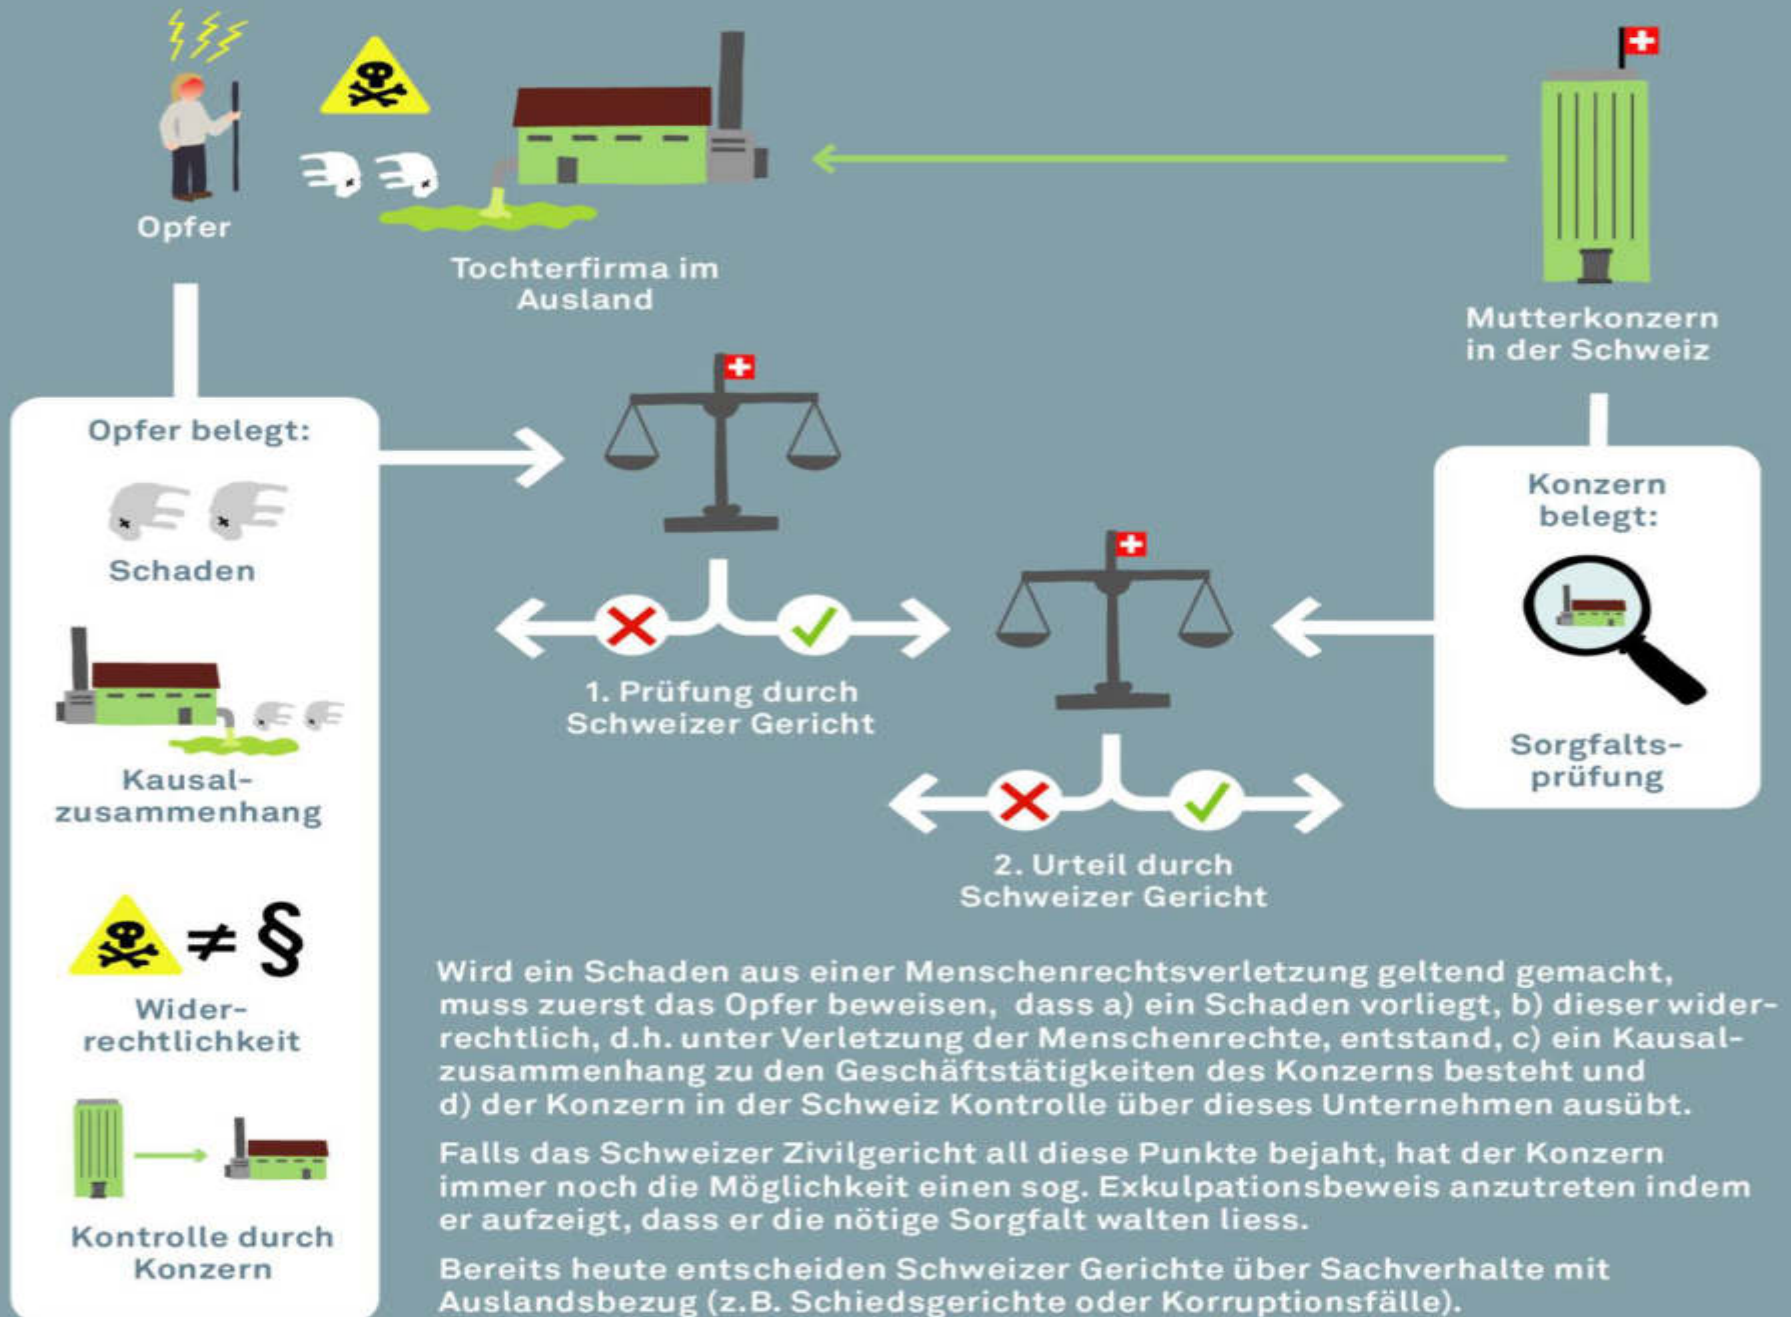 Opfer
Tochterfirma im
Ausland
Mutterkonzern
in der Schweiz
Opfer belegt:
Schaden
Kausal-
zusammenhang
≠ §
Wider-
rechtlichkeit
Kontrolle durch
Konzern
1. Prüfung durch
Schweizer Gericht
2. Urteil durch
Schweizer Gericht
Konzern
belegt:
Sorgfalts-
prüfung
Wird ein Schaden aus einer Menschenrechtsverletzung geltend gemacht,
muss zuerst das Opfer beweisen, dass a) ein Schaden vorliegt, b) dieser wider-
rechtlich, d.h. unter Verletzung der Menschenrechte, entstand, c) ein Kausal-
zusammenhang zu den Geschäftstätigkeiten des Konzerns besteht und
d) der Konzern in der Schweiz Kontrolle über dieses Unternehmen ausübt.
Falls das Schweizer Zivilgericht all diese Punkte bejaht, hat der Konzern
immer noch die Möglichkeit einen sog. Exkulpationsbeweis anzutreten indem
er aufzeigt, dass er die nötige Sorgfalt walten liess.
Bereits heute entscheiden Schweizer Gerichte über Sachverhalte mit
Auslandsbezug (z.B. Schiedsgerichte oder Korruptionsfälle).